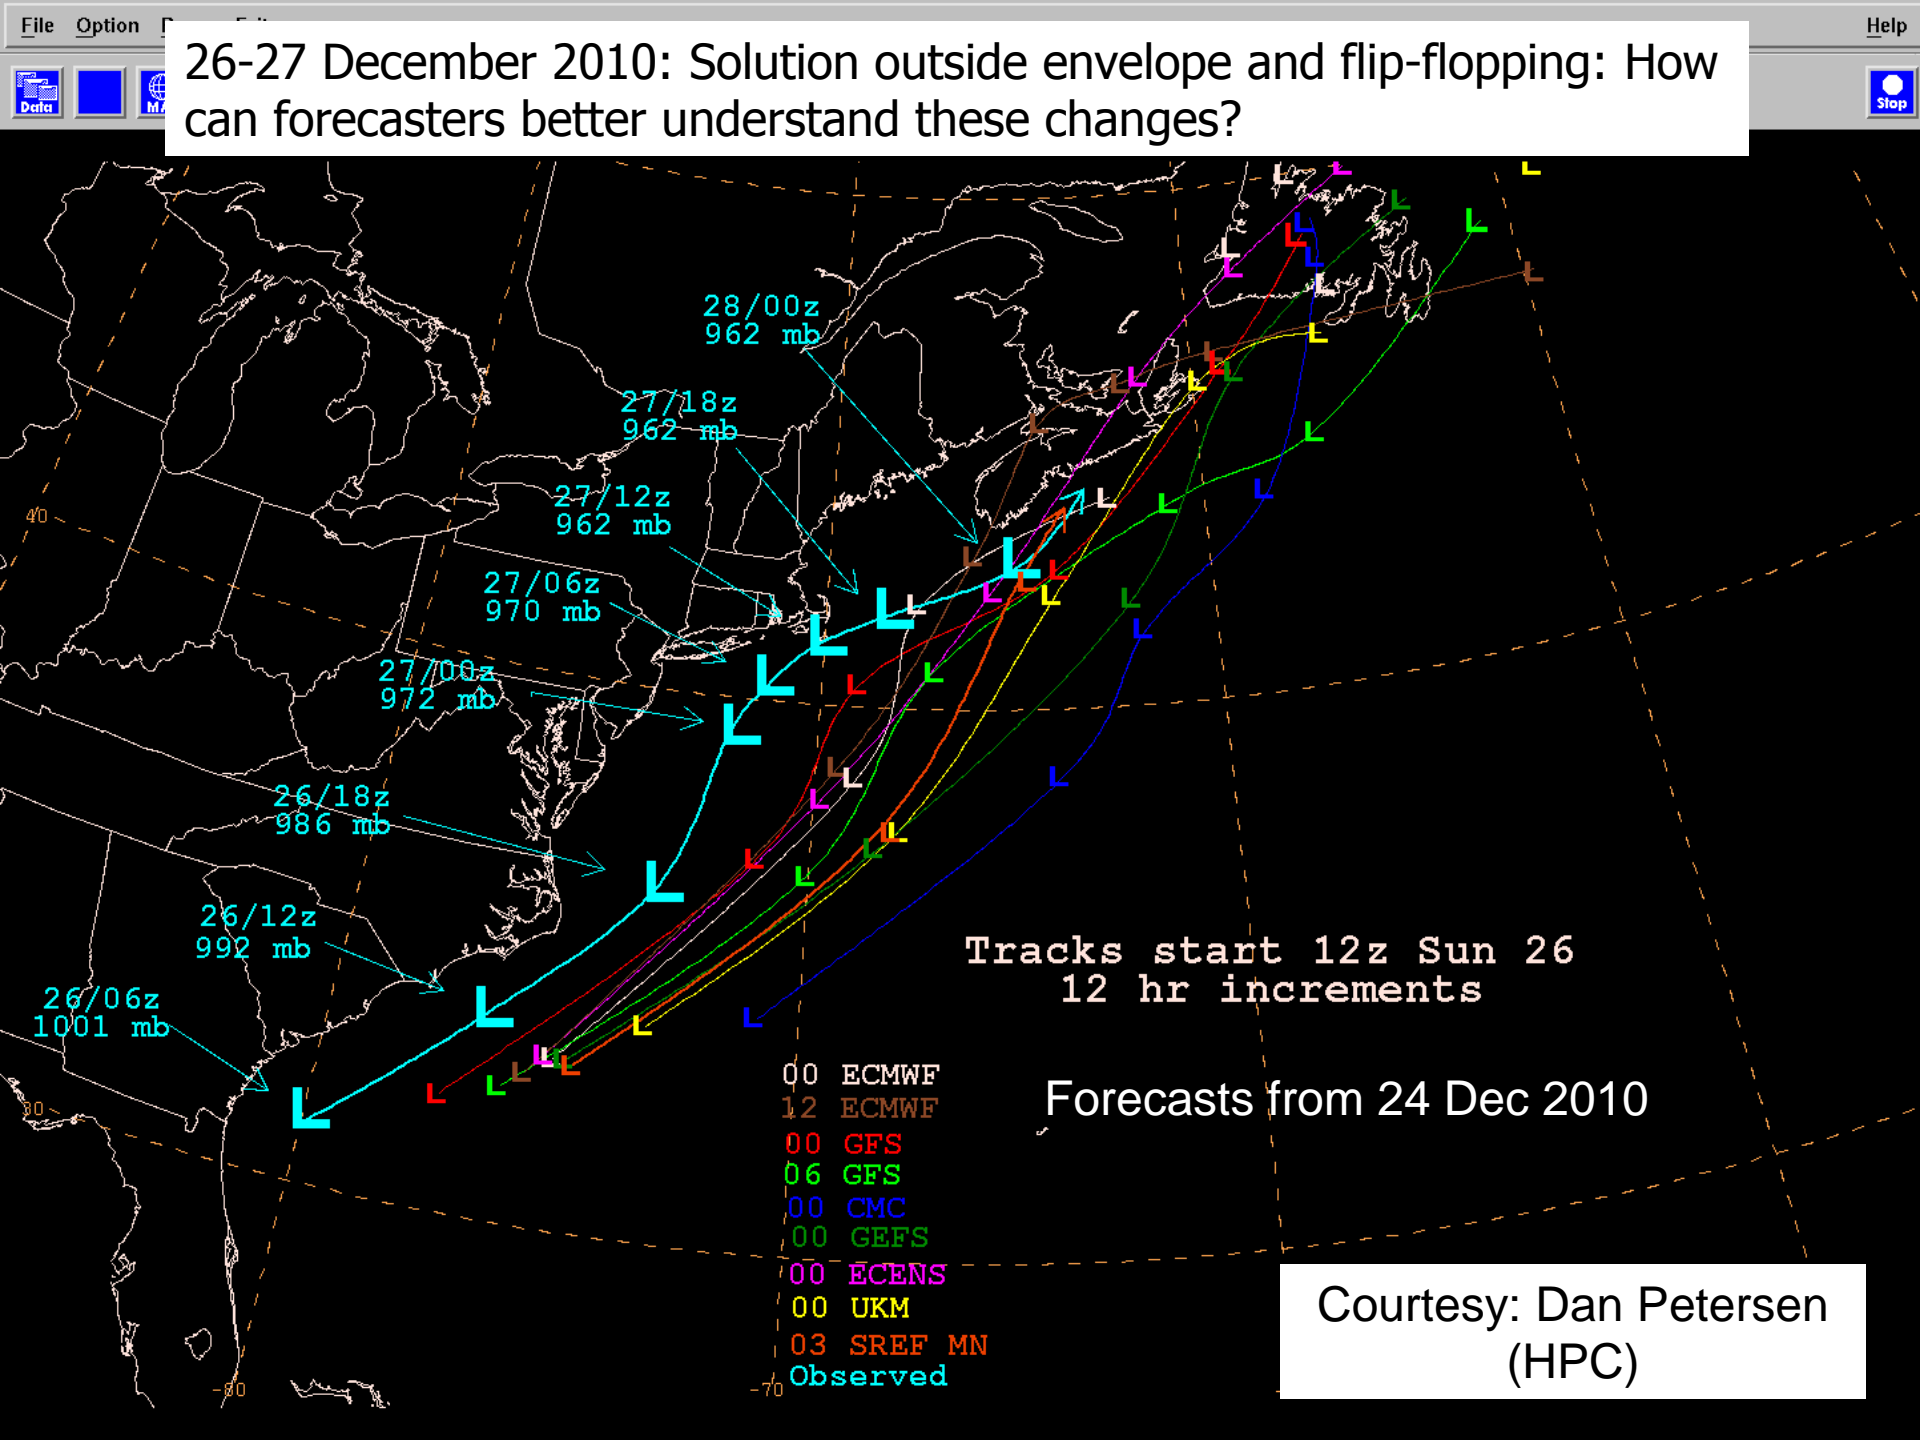 File Option Help
Data
Stop
26-27 December 2010: Solution outside envelope and flip-flopping: How
can forecasters better understand these changes?
28/00z
962 mb
27/18z
962 mb
27/12z
962 mb
27/06z
970 mb
27/00z
972 mb
26/18z
986 mb
26/12z
992 mb
26/06z
1001 mb
40
30
-80
-70
Tracks start 12z Sun 26
12 hr increments
Forecasts from 24 Dec 2010
00 ECMWF
12 ECMWF
00 GFS
06 GFS
00 CMC
00 GEFS
00 ECENS
00 UKM
03 SREF MN
Observed
Courtesy: Dan Petersen
(HPC)